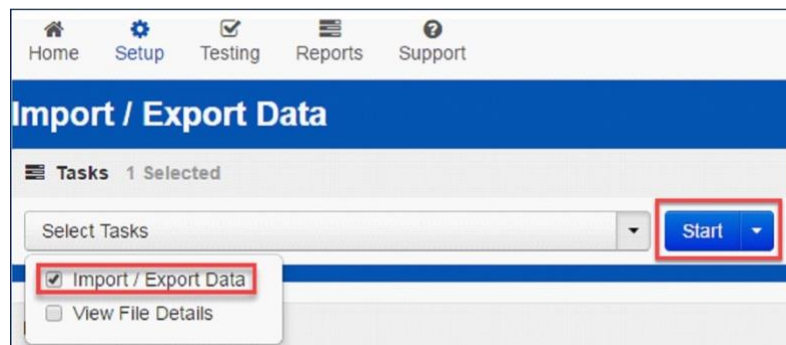 Home Setup Testing Reports Support
Import / Export Data
Tasks 1 Selected
Select Tasks Start
Import / Export Data
View File Details